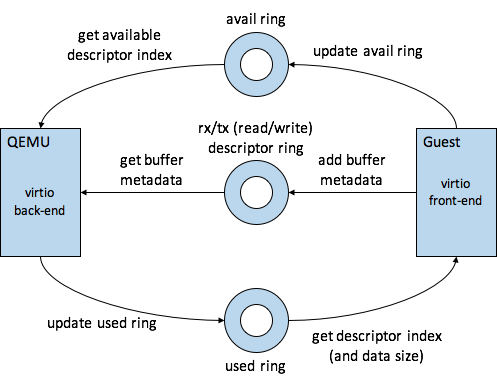 avail ring
get available
descriptor index
update avail ring
rx/tx (read/write)
descriptor ring
QEMU
virtio
back-end
get buffer
metadata
add buffer
metadata
Guest
virtio
front-end
update used ring
get descriptor index
(and data size)
used ring